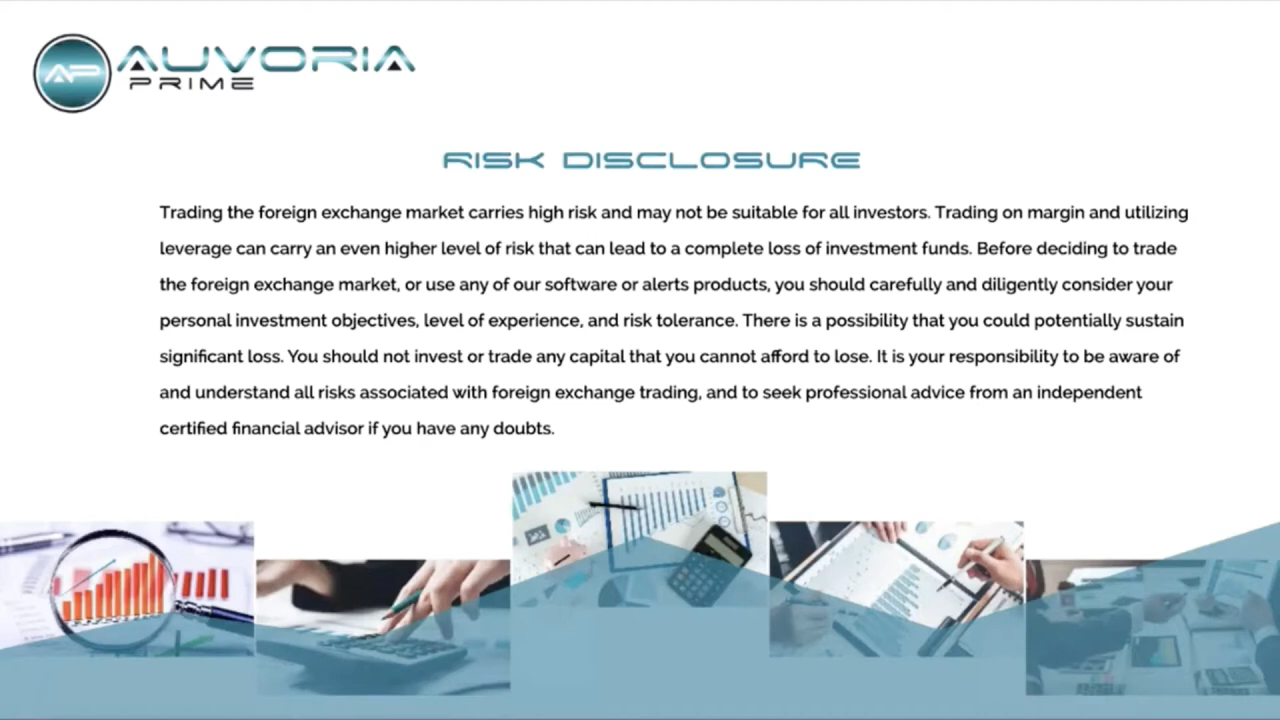 AP AUVORIA
PRIME
RISK DISCLOSURE
Trading the foreign exchange market carries high risk and may not be suitable for all investors. Trading on margin and utilizing
leverage can carry an even higher level of risk that can lead to a complete loss of investment funds. Before deciding to trade
the foreign exchange market, or use any of our software or alerts products, you should carefully and diligently consider your
personal investment objectives, level of experience, and risk tolerance. There is a possibility that you could potentially sustain
significant loss. You should not invest or trade any capital that you cannot afford to lose. It is your responsibility to be aware of
and understand all risks associated with foreign exchange trading, and to seek professional advice from an independent
certified financial advisor if you have any doubts.